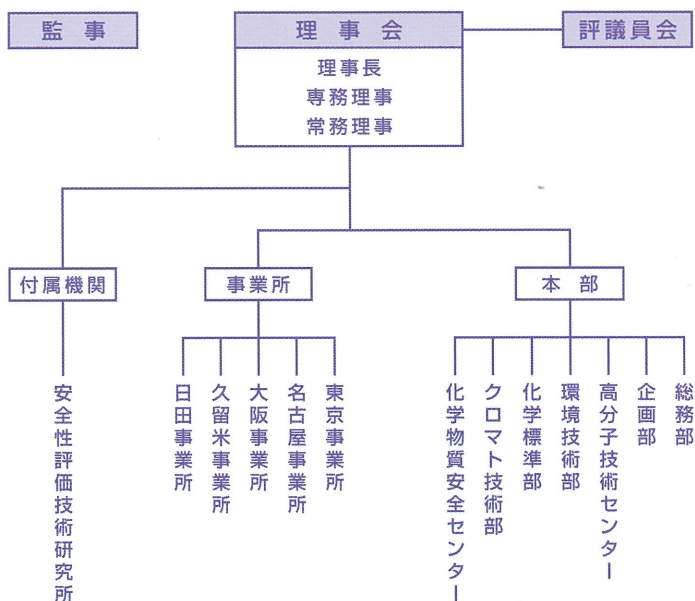 監事
理事会
評議員会
理事長
専務理事
常務理事
付属機関
事業所
本部
安全性評価技術研究所
日田事業所
久留米事業所
大阪事業所
名古屋事業所
東京事業所
化学物質安全センター
クロマト技術部
化学標準部
環境技術部
高分子技術センター
企画部
総務部